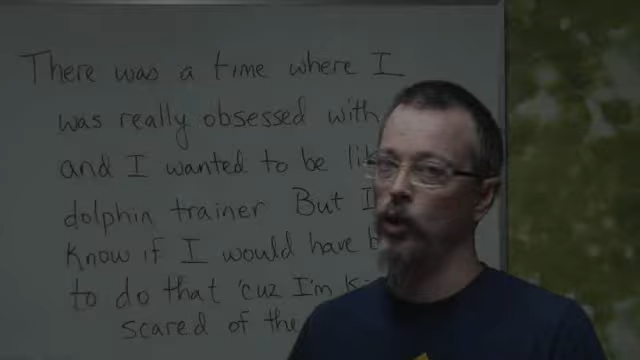 There was a time where I
was really obsessed with
and I wanted to be
dolphin trainer But I
Know if I would have
to do that 'cuz I'm
scared of the